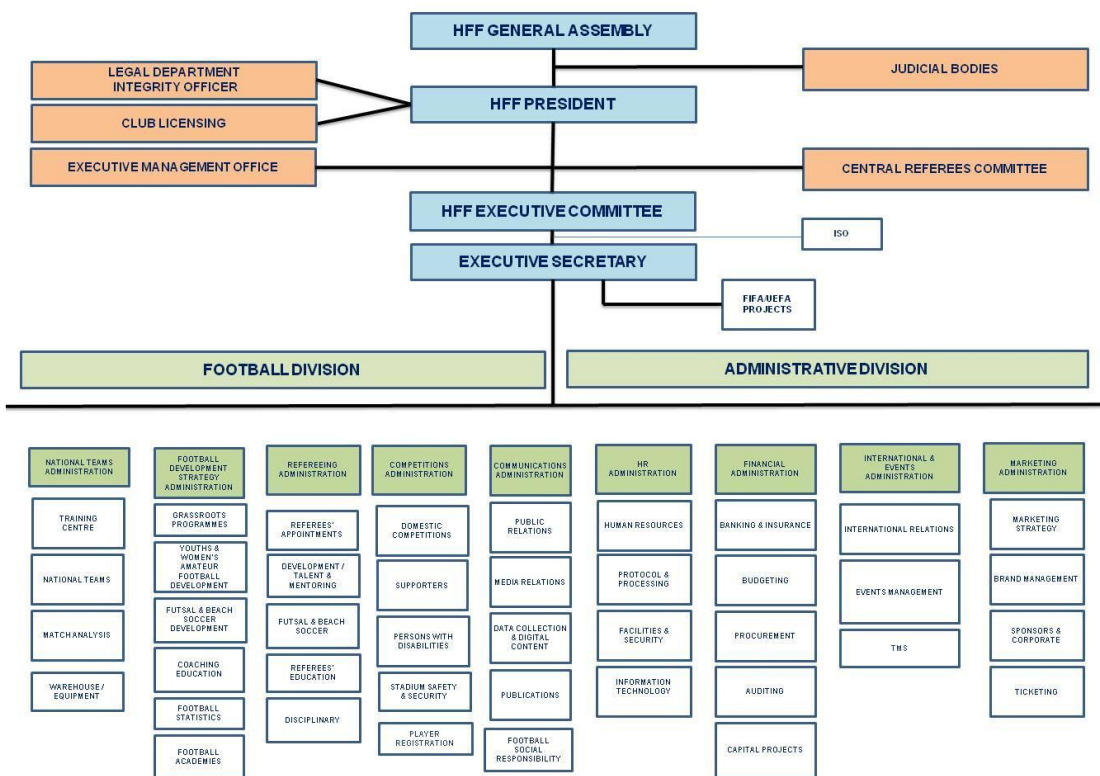 HFF GENERAL ASSEMBLY
LEGAL DEPARTMENT
INTEGRITY OFFICER
JUDICIAL BODIES
HFF PRESIDENT
CLUB LICENSING
EXECUTIVE MANAGEMENT OFFICE
CENTRAL REFEREES COMMITTEE
HFF EXECUTIVE COMMITTEE
ISO
EXECUTIVE SECRETARY
FIFA/UEFA
PROJECTS
FOOTBALL DIVISION
ADMINISTRATIVE DIVISION
NATIONAL TEAMS
ADMINISTRATION
TRAINING
CENTRE
NATIONAL TEAMS
MATCH ANALYSIS
WAREHOUSE /
EQUIPMENT
FOOTBALL
DEVELOPMENT
STRATEGY
ADMINISTRATION
GRASSROOTS
PROGRAMMES
YOUTHS &
WOMEN'S
AMATEUR
FOOTBALL
DEVELOPMENT
FUTSAL & BEACH
SOCCER
DEVELOPMENT
COACHING
EDUCATION
FOOTBALL
STATISTICS
FOOTBALL
ACADEMIES
REFEREEING
ADMINISTRATION
REFEREES'
APPOINTMENTS
DEVELOPMENT /
TALENT &
MENTORING
FUTSAL & BEACH
SOCCER
REFEREES'
EDUCATION
DISCIPLINARY
COMPETITIONS
ADMINISTRATION
DOMESTIC
COMPETITIONS
SUPPORTERS
PERSONS WITH
DISABILITIES
STADIUM SAFETY
& SECURITY
PLAYER
REGISTRATION
COMMUNICATIONS
ADMINISTRATION
PUBLIC
RELATIONS
MEDIA RELATIONS
DATA COLLECTION
& DIGITAL
CONTENT
PUBLICATIONS
FOOTBALL
SOCIAL
RESPONSIBILITY
HR
ADMINISTRATION
HUMAN RESOURCES
PROTOCOL &
PROCESSING
FACILITIES &
SECURITY
INFORMATION
TECHNOLOGY
FINANCIAL
ADMINISTRATION
BANKING & INSURANCE
BUDGETING
PROCUREMENT
AUDITING
CAPITAL PROJECTS
INTERNATIONAL &
EVENTS
ADMINISTRATION
INTERNATIONAL RELATIONS
EVENTS MANAGEMENT
TMS
MARKETING
ADMINISTRATION
MARKETING
STRATEGY
BRAND MANAGEMENT
SPONSORS &
CORPORATE
TICKETING